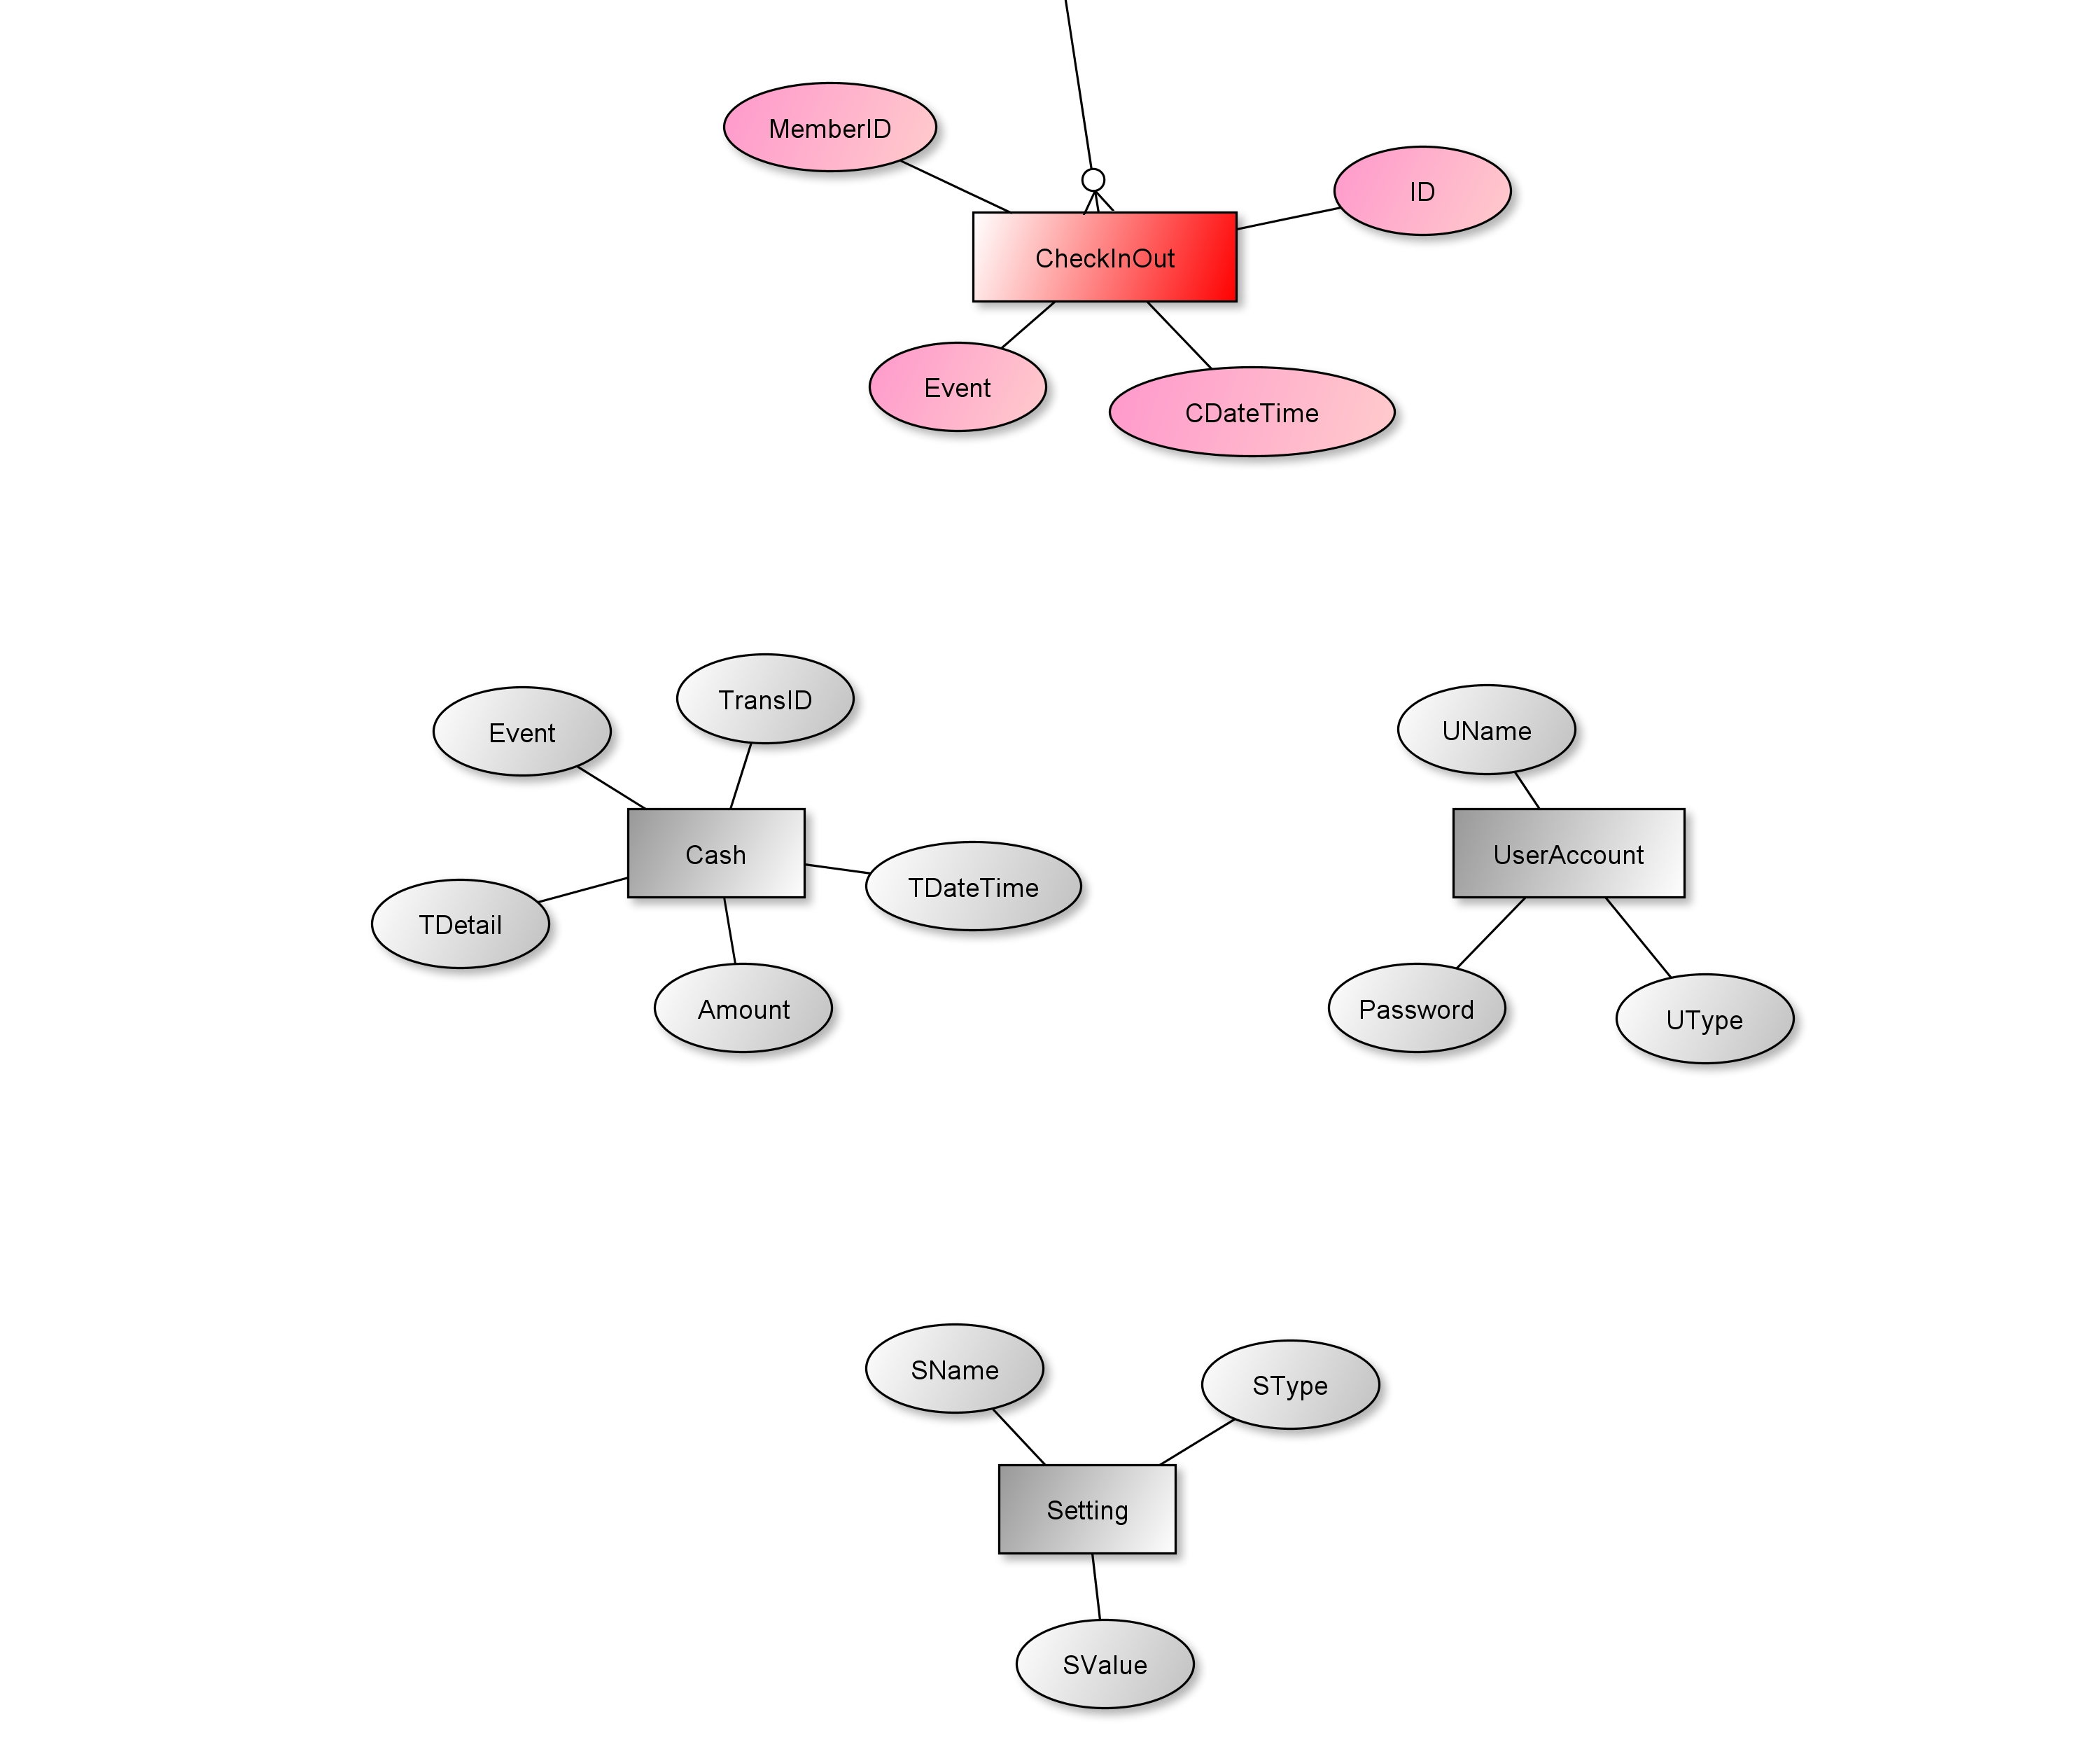 MemberID
ID
CheckInOut
Event
CDateTime
TransID
Event
UName
Cash
UserAccount
TDateTime
TDetail
Amount
Password
UType
SName
SType
Setting
SValue